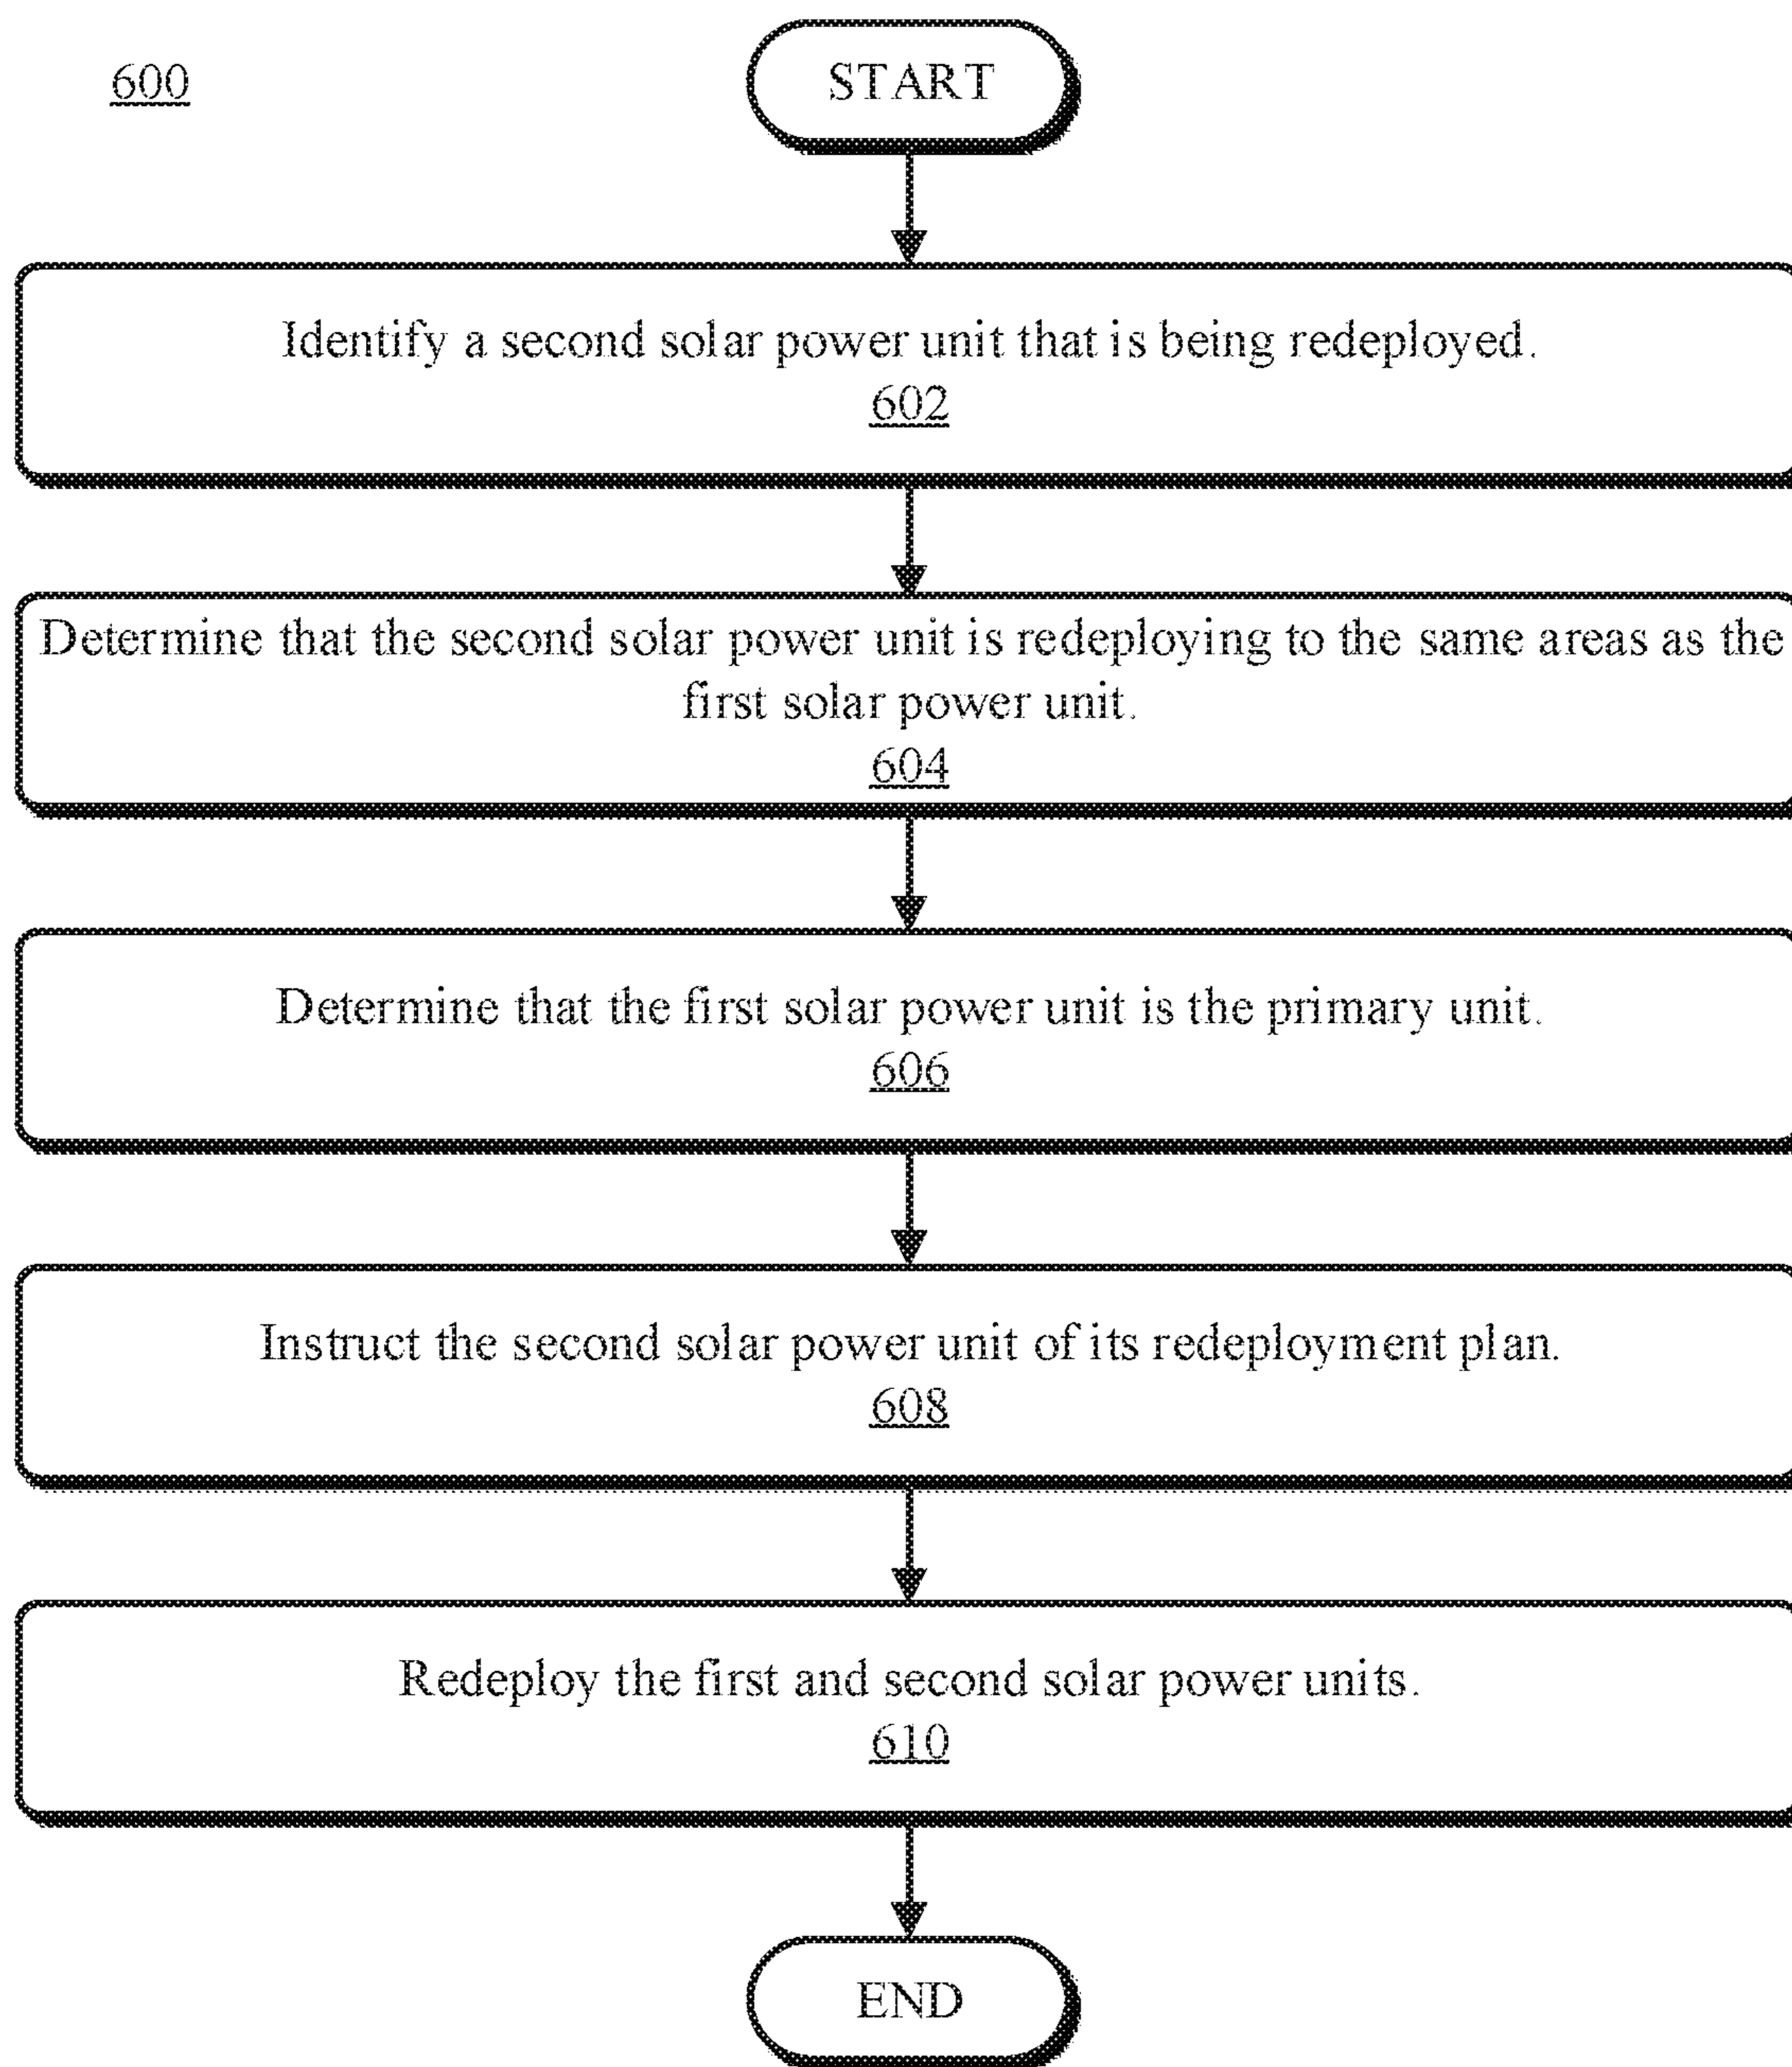 600
START
Identify a second solar power unit that is being redeployed.
602
Determine that the second solar power unit is redeploying to the same areas as the
first solar power unit.
604
Determine that the first solar power unit is the primary unit.
606
Instruct the second solar power unit of its redeployment plan.
608
Redeploy the first and second solar power units.
610
END